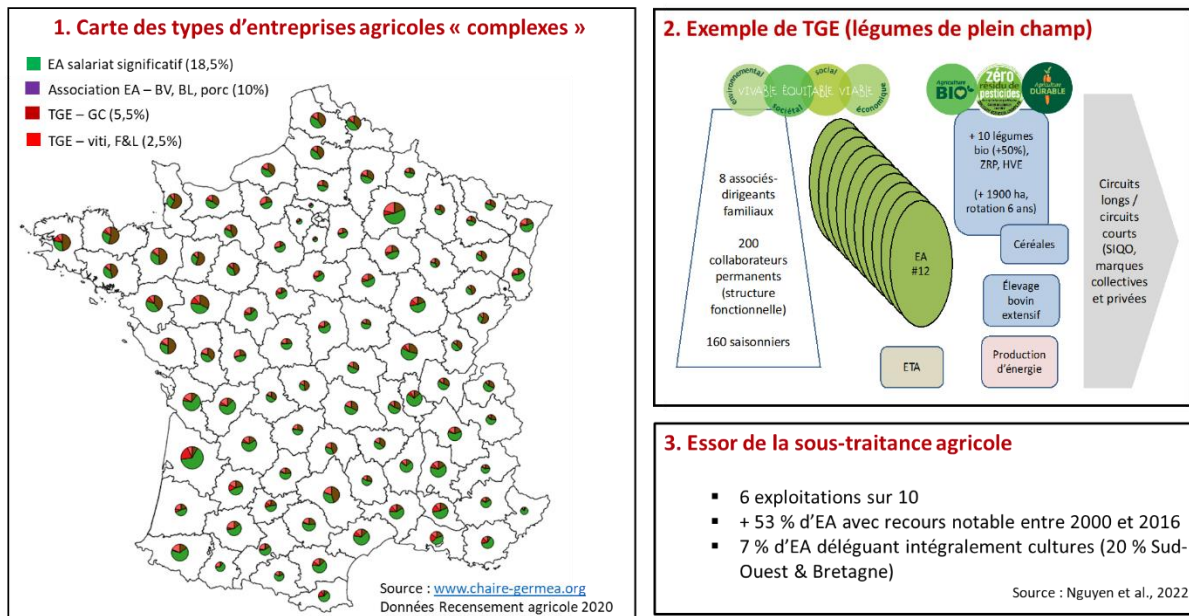 1. Carte des types d'entreprises agricoles « complexes »
EA salariat significatif (18,5%)
Association EA – BV, BL, porc (10%)
TGE – GC (5,5%)
TGE – viti, F&L (2,5%)
Source : www.chaire-germea.org
Données Recensement agricole 2020
2. Exemple de TGE (légumes de plein champ)
environnemental
social
VIVABLE ÉQUITABLE VIABLE
sociétal
économique
8 associés-
dirigeants
familiaux
200
collaborateurs
permanents
(structure
fonctionnelle)
160 saisonniers
EA
#12
ETA
Agriculture
BIO
zéro
résidu de
pesticides
Agriculture
DURABLE
+ 10 légumes
bio (+50%),
ZRP, HVE
(+ 1900 ha,
rotation 6 ans)
Céréales
Élevage
bovin
extensif
Production
d'énergie
Circuits
longs /
circuits
courts
(SIQO,
marques
collectives
et privées
3. Essor de la sous-traitance agricole
▪ 6 exploitations sur 10
▪ + 53 % d'EA avec recours notable entre 2000 et 2016
▪ 7 % d'EA déléguant intégralement cultures (20 % Sud-
Ouest & Bretagne)
Source : Nguyen et al., 2022